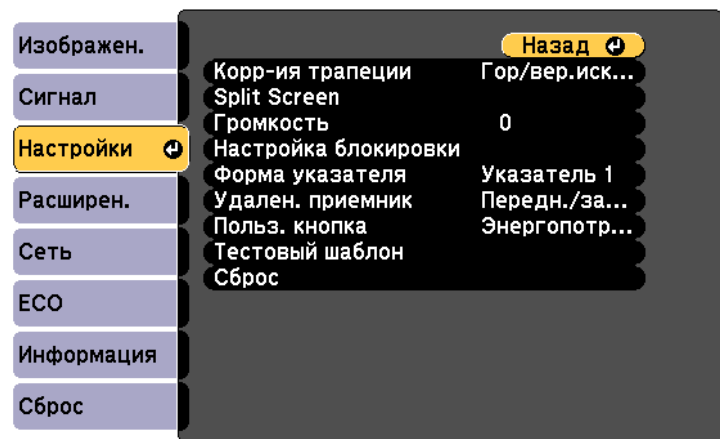 Изображен.
Сигнал
Настройки
Расширен.
Сеть
ECO
Информация
Сброс
Назад
Корр-ия трапеции Гор/вер.иск...
Split Screen
Громкость 0
Настройка блокировки
Форма указателя Указатель 1
Удален. приемник Передн./за...
Польз. кнопка Энергопотр...
Тестовый шаблон
Сброс